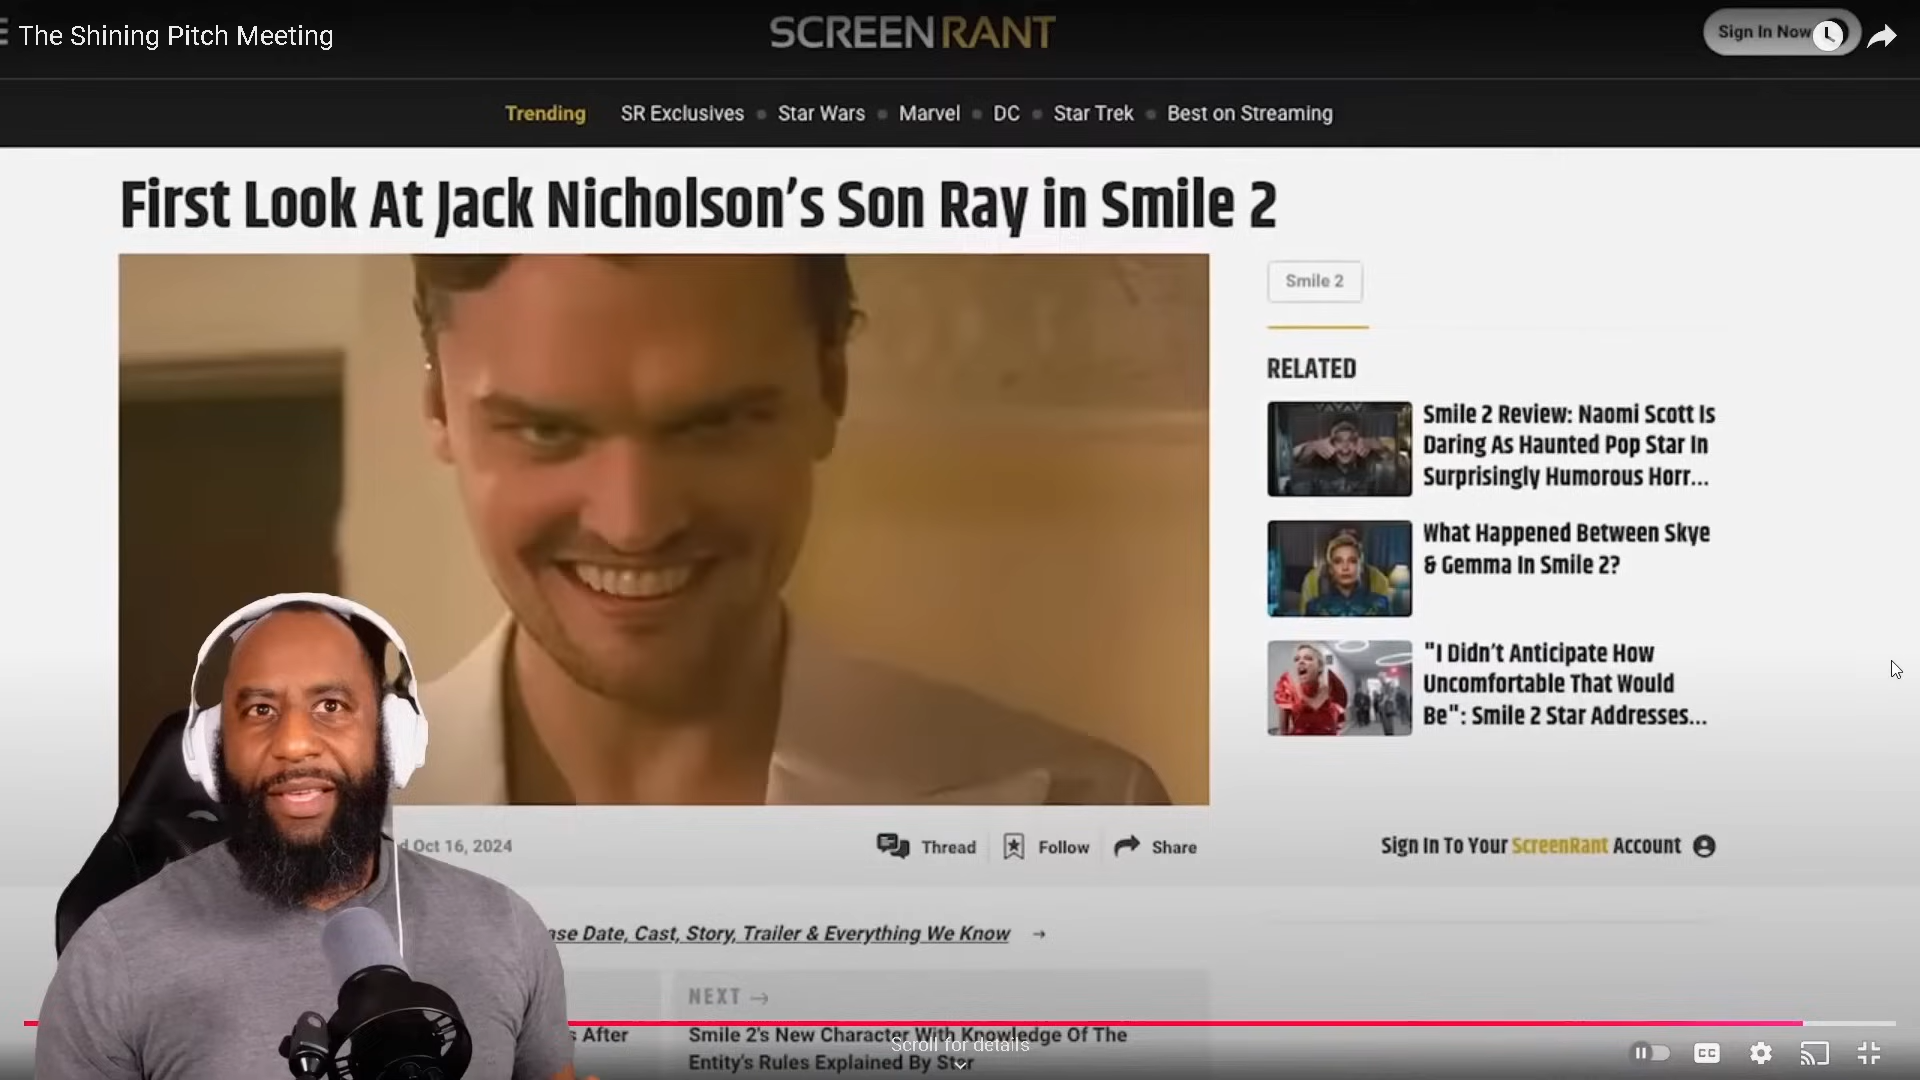 The Shining Pitch Meeting
SCREENRANT
Sign In Now
Trending SR Exclusives Star Wars Marvel DC Star Trek Best on Streaming
First Look At Jack Nicholson's Son Ray in Smile 2
Smile 2
RELATED
Smile 2 Review: Naomi Scott Is
Daring As Haunted Pop Star In
Surprisingly Humorous Horr...
What Happened Between Skye
& Gemma In Smile 2?
"I Didn't Anticipate How
Uncomfortable That Would
Be": Smile 2 Star Addresses...
Oct 16, 2024
Thread
Follow
Share
Sign In To Your ScreenRant Account
Date, Cast, Story, Trailer & Everything We Know →
NEXT →
After
Smile 2's New Character With Knowledge Of The
Entity's Rules Explained By Star
Scroll for details
CC